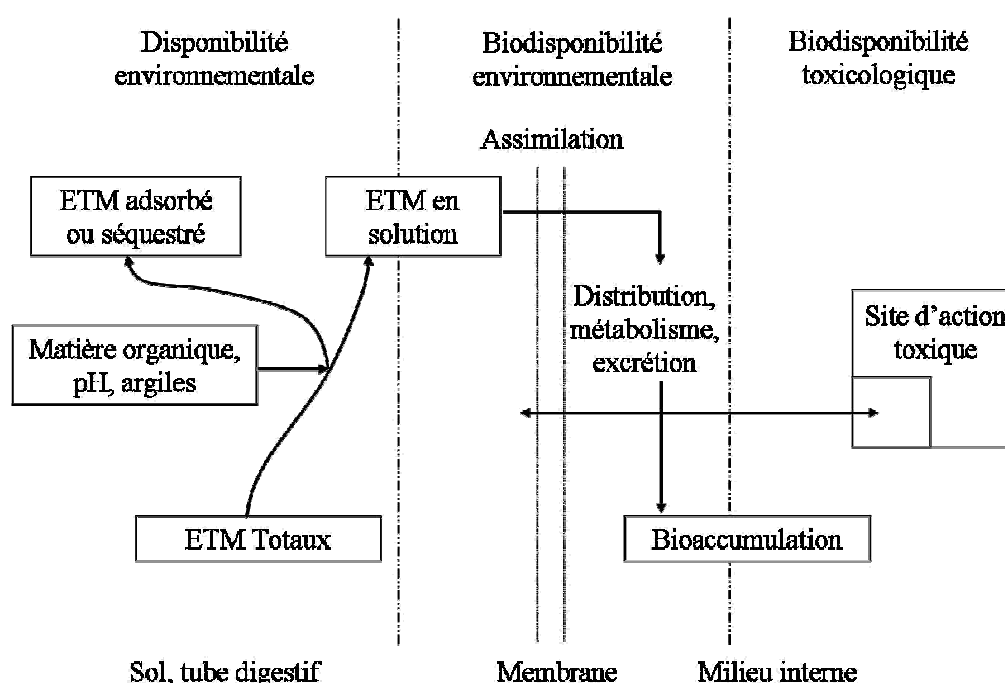 Disponibilité
environnementale
Biodisponibilité
environnementale
Biodisponibilité
toxicologique
Assimilation
ETM adsorbé
ou séquestré
ETM en
solution
Distribution,
métabolisme,
excrétion
Site d'action
toxique
Matière organique,
pH, argiles
ETM Totaux
Bioaccumulation
Sol, tube digestif
Membrane
Milieu interne